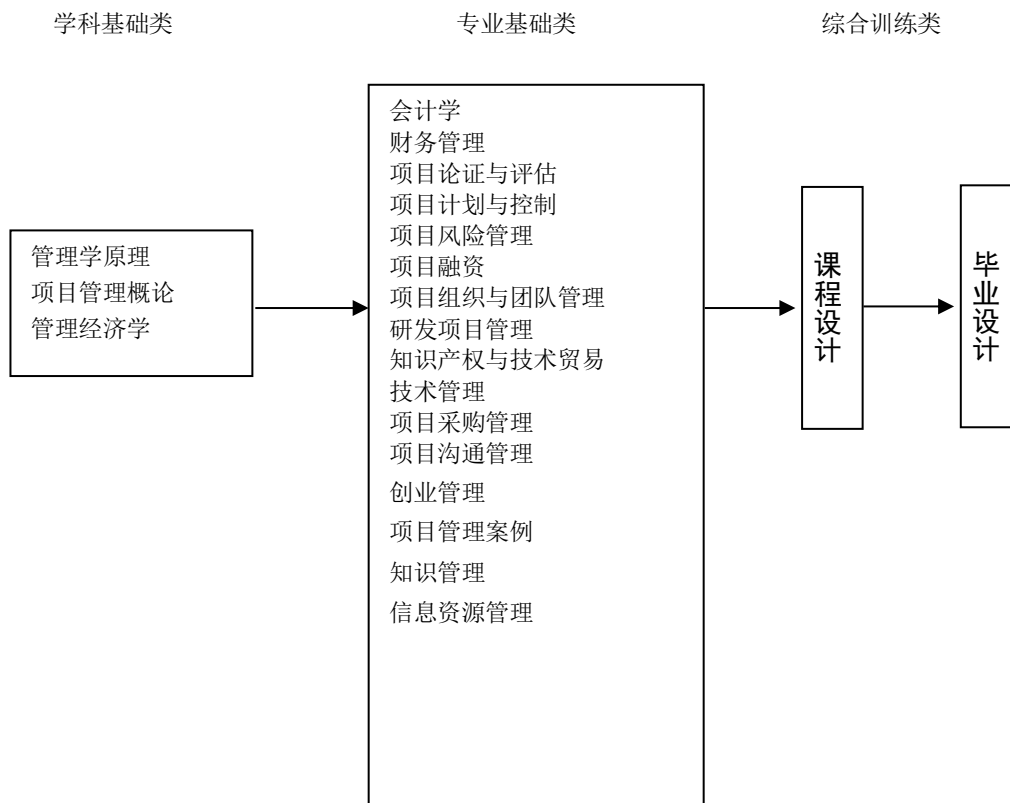 学科基础类
专业基础类
综合训练类
管理学原理
项目管理概论
管理经济学
会计学
财务管理
项目论证与评估
项目计划与控制
项目风险管理
项目融资
项目组织与团队管理
研发项目管理
知识产权与技术贸易
技术管理
项目采购管理
项目沟通管理
创业管理
项目管理案例
知识管理
信息资源管理
课程设计
毕业设计